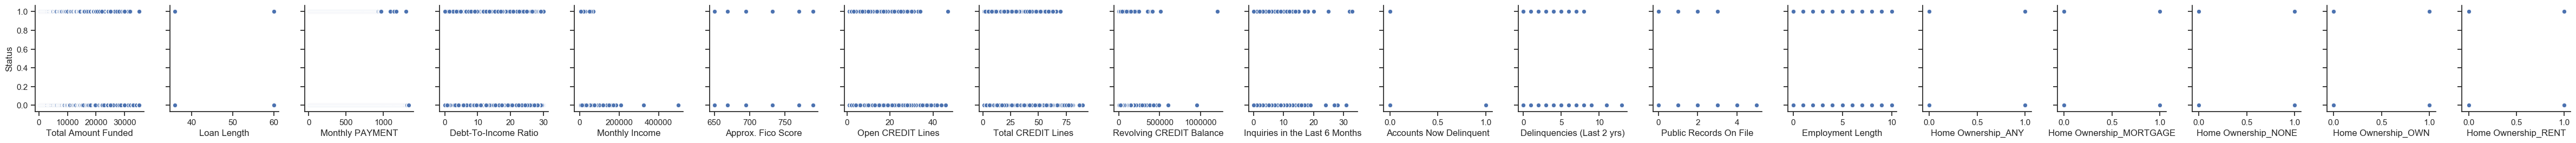 Status
1.0
0.8
0.6
0.4
0.2
0.0
0 10000 20000 30000
Total Amount Funded
40 50 60
Loan Length
0 500 1000
Monthly PAYMENT
0 10 20 30
Debt-To-Income Ratio
0 200000 400000
Monthly Income
650 700 750
Approx. Fico Score
0 20 40
Open CREDIT Lines
0 25 50 75
Total CREDIT Lines
0 500000 1000000
Revolving CREDIT Balance
0 10 20 30
Inquiries in the Last 6 Months
0.0 0.5 1.0
Accounts Now Delinquent
0 5 10
Delinquencies (Last 2 yrs)
0 2 4
Public Records On File
0 5 10
Employment Length
0.0 0.5 1.0
Home Ownership_ANY
0.0 0.5 1.0
Home Ownership_MORTGAGE
0.0 0.5 1.0
Home Ownership_NONE
0.0 0.5 1.0
Home Ownership_OWN
0.0 0.5 1.0
Home Ownership_RENT